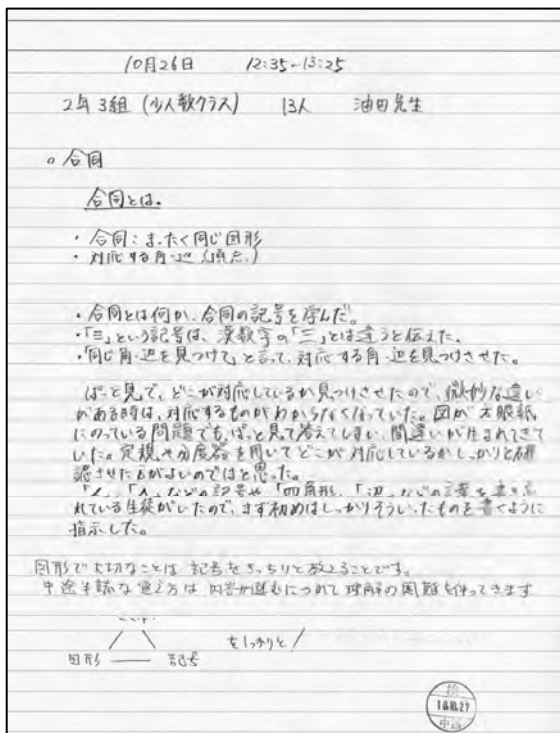 10月26日 12:35-13:25
2年3組 (少人数クラス) 13人 油田先生
○ 合同
合同とは。
・合同：まったく同じ図形
・対応する角・辺 (頂点)
・合同とは何か、合同の記号を学んだ。
・「≡」という記号は、漢数字の「三」とは違うと伝えた。
・「同じ角・辺を見つけて」と言って、対応する角・辺を見つけさせた。
ぱっと見て、どこが対応しているか見つけさせたので、微妙な違い
がある時は、対応するものがわからなくなっていた。図が方眼紙
にのっている問題でも、ぱっと見て答えてしまい、間違いが生まれてきて
いた。定規や分度器を用いてどこが対応しているかしっかりと確
認させた方がよいのではと思った。
「∠」、「△」などの記号や「四角形」、「辺」などの言葉を書き忘
れている生徒がいたので、まず初めはしっかりそういったものを書くように
指示した。
図形で大切なことは 記号をきっちりと教えることです。
中途半端な覚え方は 内容が進むにつれて 理解の困難を伴ってきます
図形 ― 記号 をしっかりと